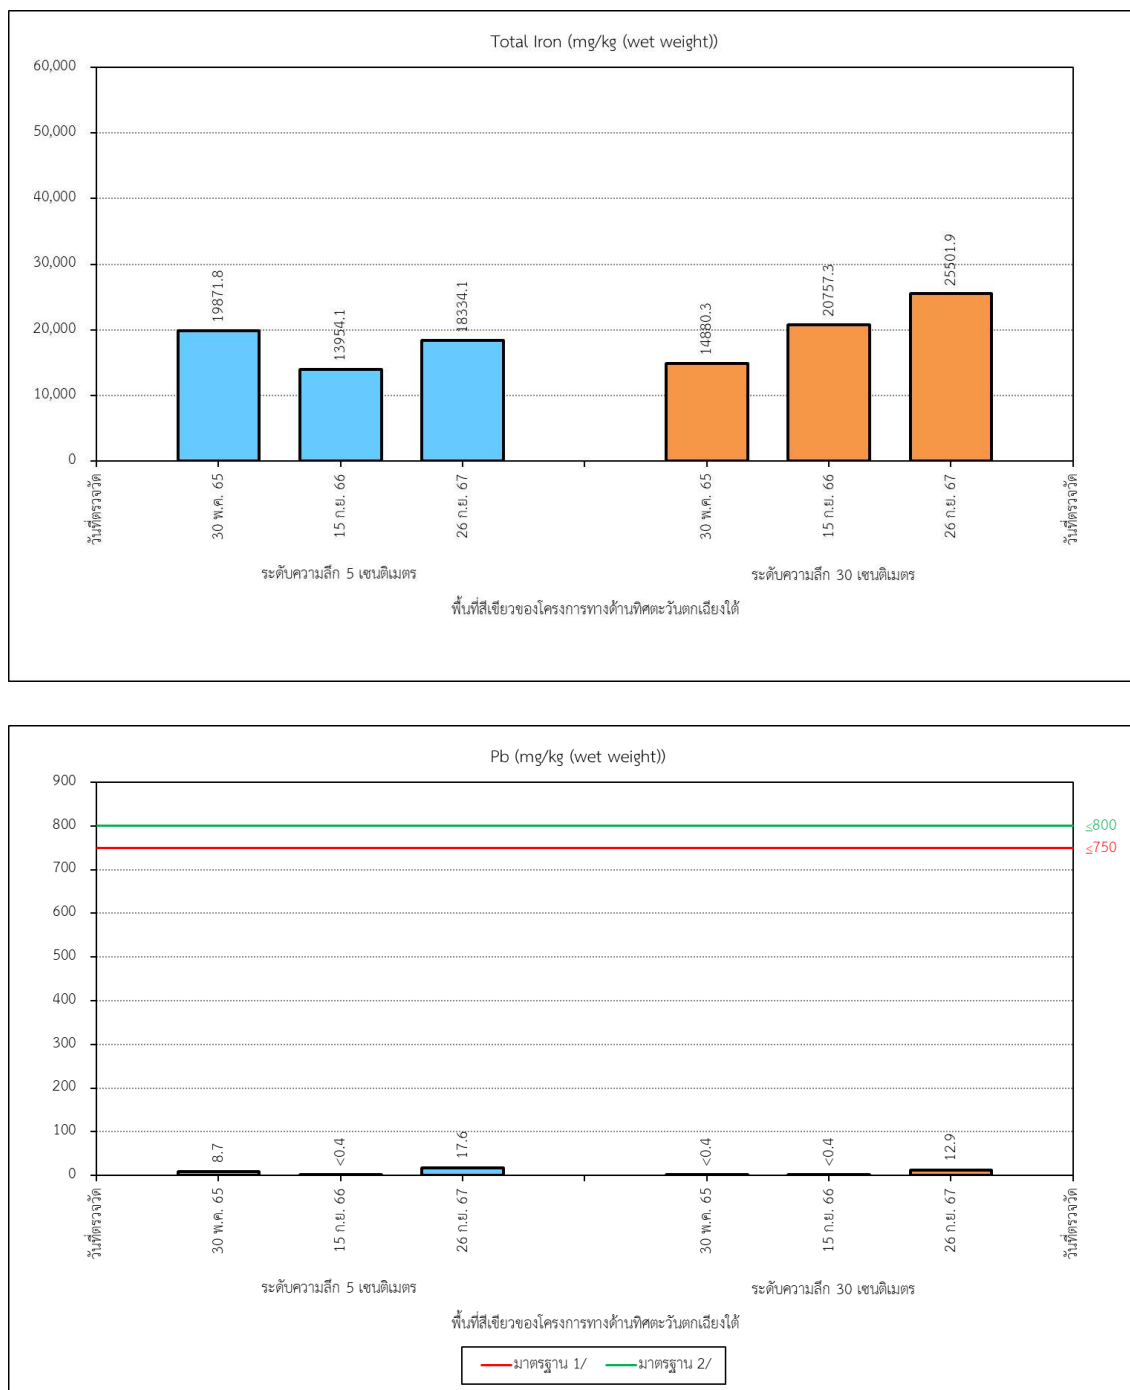 Total Iron (mg/kg (wet weight))
60,000
50,000
40,000
30,000
20,000
10,000
0
19871.8
13954.1
18334.1
14880.3
20757.3
25501.9
วันที่ตรวจวัด
30 พ.ค. 65
15 ก.ย. 66
26 ก.ย. 67
30 พ.ค. 65
15 ก.ย. 66
26 ก.ย. 67
วันที่ตรวจวัด
ระดับความลึก 5 เซนติเมตร
ระดับความลึก 30 เซนติเมตร
พื้นที่สีเขียวของโครงการทางด้านทิศตะวันตกเฉียงใต้
Pb (mg/kg (wet weight))
900
800
700
600
500
400
300
200
100
0
≤800
≤750
8.7
<0.4
17.6
<0.4
<0.4
12.9
วันที่ตรวจวัด
30 พ.ค. 65
15 ก.ย. 66
26 ก.ย. 67
30 พ.ค. 65
15 ก.ย. 66
26 ก.ย. 67
วันที่ตรวจวัด
ระดับความลึก 5 เซนติเมตร
ระดับความลึก 30 เซนติเมตร
พื้นที่สีเขียวของโครงการทางด้านทิศตะวันตกเฉียงใต้
มาตรฐาน 1/ มาตรฐาน 2/